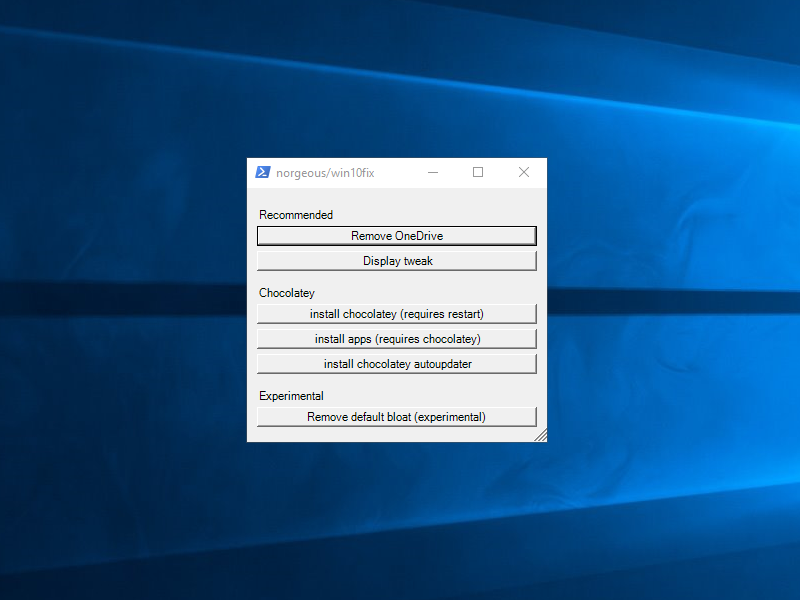 norgeous/win10fix
Recommended
Remove OneDrive
Display tweak
Chocolatey
install chocolatey (requires restart)
install apps (requires chocolatey)
install chocolatey autoupdater
Experimental
Remove default bloat (experimental)